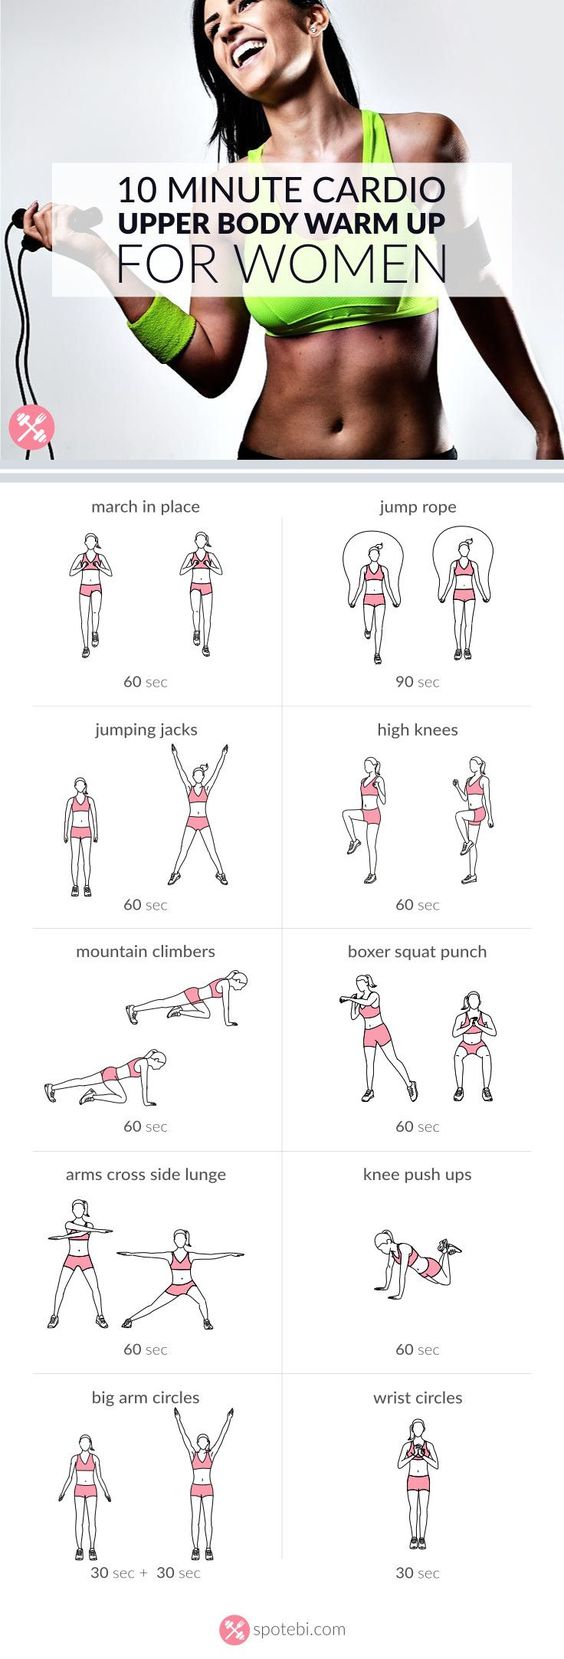 10 MINUTE CARDIO
UPPER BODY WARM UP
FOR WOMEN
march in place
60 sec
jump rope
90 sec
jumping jacks
60 sec
high knees
60 sec
mountain climbers
60 sec
boxer squat punch
60 sec
arms cross side lunge
60 sec
knee push ups
60 sec
big arm circles
30 sec + 30 sec
wrist circles
30 sec
spotebi.com